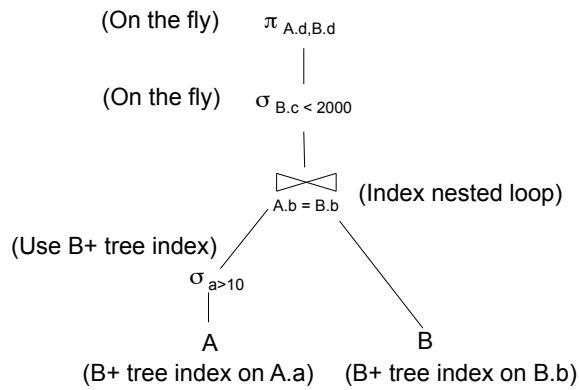 (On the fly) π A.d,B.d
(On the fly) σ B.c < 2000
A.b = B.b (Index nested loop)
(Use B+ tree index)
σ a>10
A B
(B+ tree index on A.a) (B+ tree index on B.b)